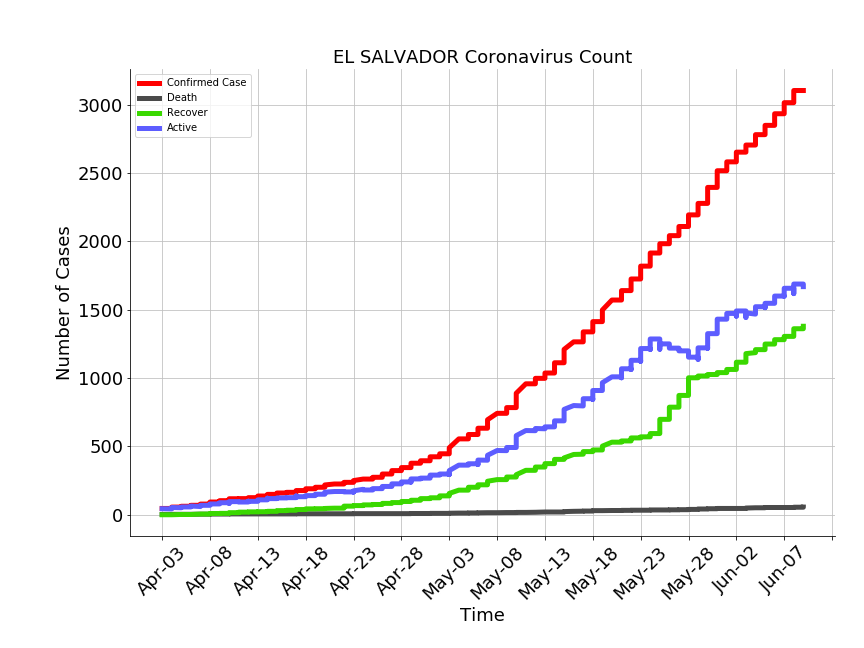 EL SALVADOR Coronavirus Count
Confirmed Case
Death
Recover
Active
Number of Cases
3000
2500
2000
1500
1000
500
0
Apr-03
Apr-08
Apr-13
Apr-18
Apr-23
Apr-28
May-03
May-08
May-13
May-18
May-23
May-28
Jun-02
Jun-07
Time